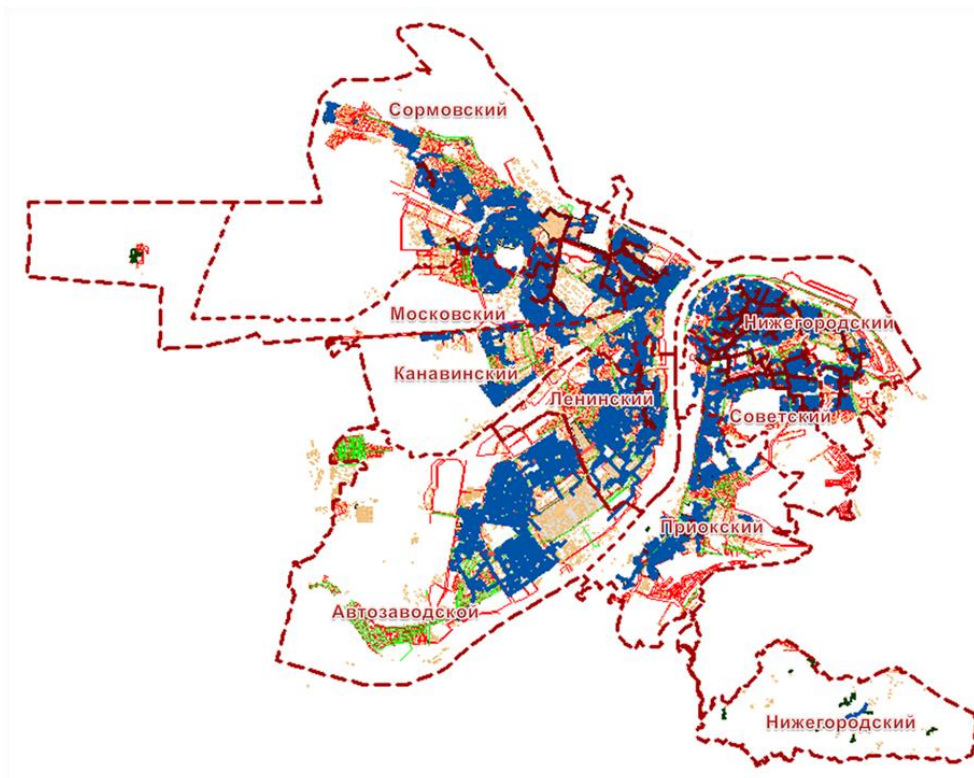 Сормовский
Московский
Нижегородский
Канавинский
Ленинский
Советский
Приокский
Автозаводской
Нижегородский